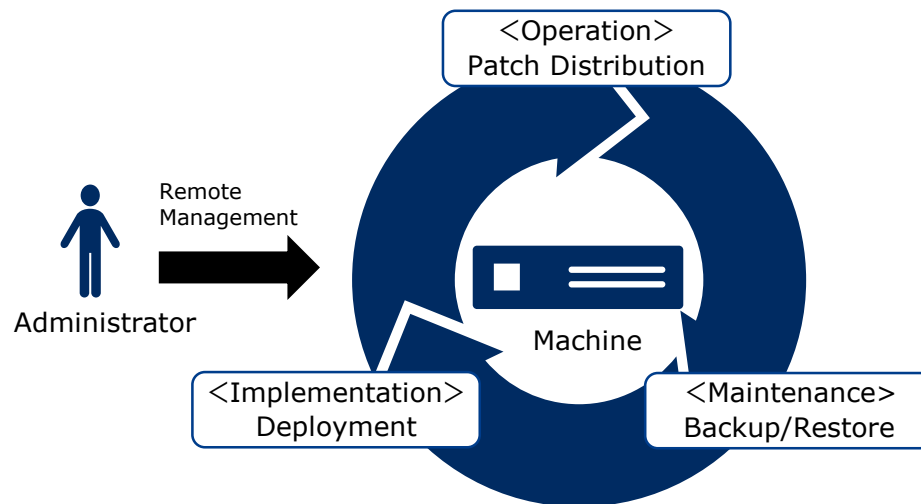 <Operation>
Patch Distribution
Remote
Management
Administrator
Machine
<Implementation>
Deployment
<Maintenance>
Backup/Restore